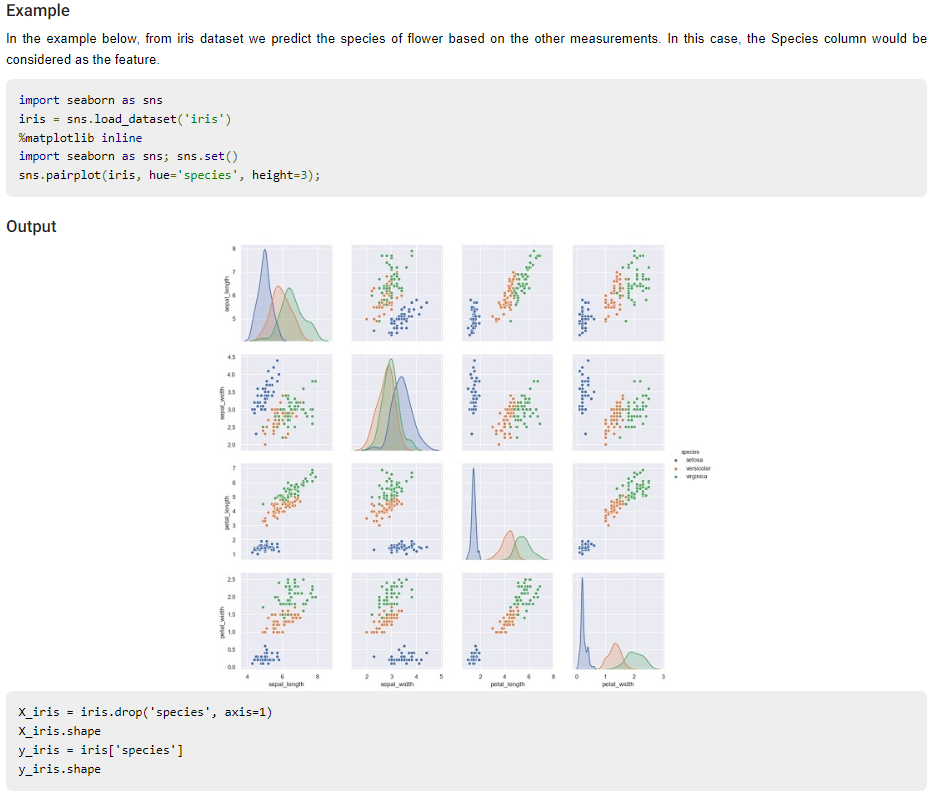 Example
In the example below, from iris dataset we predict the species of flower based on the other measurements. In this case, the Species column would be
considered as the feature.
import seaborn as sns
iris = sns.load_dataset('iris')
%matplotlib inline
import seaborn as sns; sns.set()
sns.pairplot(iris, hue='species', height=3);
Output
8
7
6
5
sepal_length
4.5
4.0
3.5
3.0
2.5
2.0
sepal_width
species
setosa
versicolor
virginica
7
6
5
4
3
2
1
petal_length
2.5
2.0
1.5
1.0
0.5
0.0
petal_width
4 6 8 2 3 4 5 2 4 6 8 0 1 2 3
sepal_length sepal_width petal_length petal_width
X_iris = iris.drop('species', axis=1)
X_iris.shape
y_iris = iris['species']
y_iris.shape